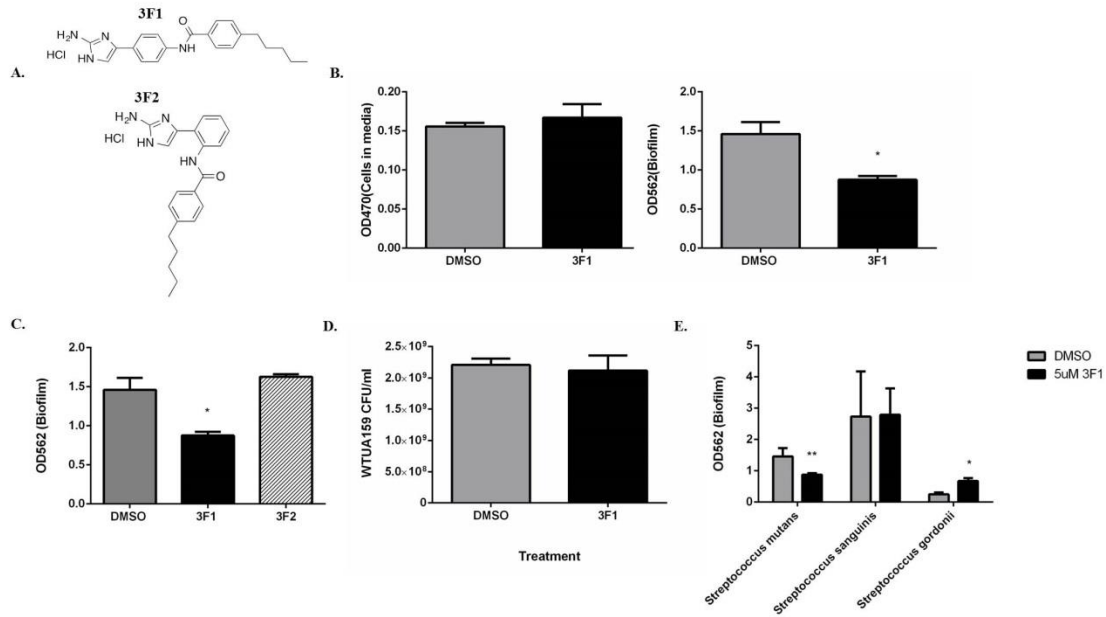 3F1
H₂N
N
O
HCl
HN
NH
A.
3F2
H₂N
N
HCl
HN
HN
O
B.
OD470(Cells in media)
0.20
0.15
0.10
0.05
0.00
DMSO
3F1
OD562(Biofilm)
2.0
1.5
1.0
0.5
0.0
*
DMSO
3F1
C.
OD562 (Biofilm)
2.0
1.5
1.0
0.5
0.0
*
DMSO
3F1
3F2
D.
WTUA159 CFU/ml
2.5×10⁹
2.0×10⁹
1.5×10⁹
1.0×10⁹
5.0×10⁸
0
DMSO
3F1
Treatment
E.
OD562 (Biofilm)
5
4
3
2
1
0
**
*
Streptococcus mutans
Streptococcus sanguinis
Streptococcus gordonii
DMSO
5uM 3F1